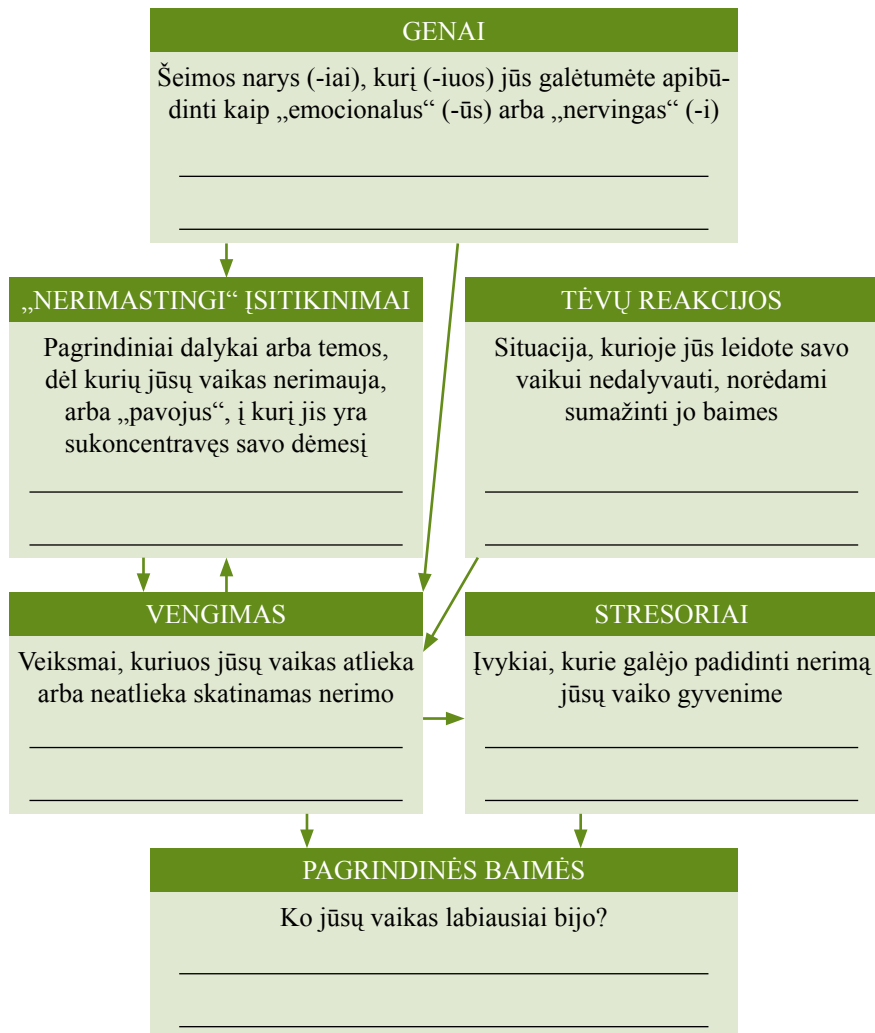 GENAI
Šeimos narys (-iai), kurį (-iuos) jūs galėtumėte apibū-
dinti kaip „emocionalus“ (-ūs) arba „nervingas“ (-i)
„NERIMASTINGI“ ĮSITIKINIMAI
Pagrindiniai dalykai arba temos,
dėl kurių jūsų vaikas nerimauja,
arba „pavojus“, į kurį jis yra
sukoncentravęs savo dėmesį
TĖVŲ REAKCIJOS
Situacija, kurioje jūs leidote savo
vaikui nedalyvauti, norėdami
sumažinti jo baimes
VENGIMAS
Veiksmai, kuriuos jūsų vaikas atlieka
arba neatlieka skatinamas nerimo
STRESORIAI
Įvykiai, kurie galėjo padidinti nerimą
jūsų vaiko gyvenime
PAGRINDINĖS BAIMĖS
Ko jūsų vaikas labiausiai bijo?